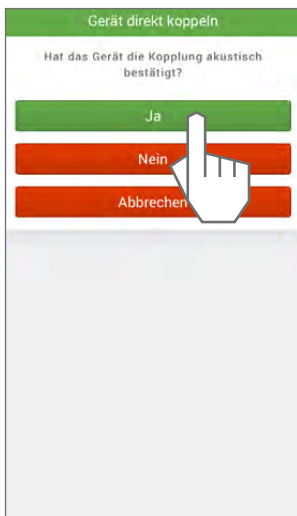 Gerät direkt koppeln
Hat das Gerät die Kopplung akustisch
bestätigt?
Ja
Nein
Abbrechen